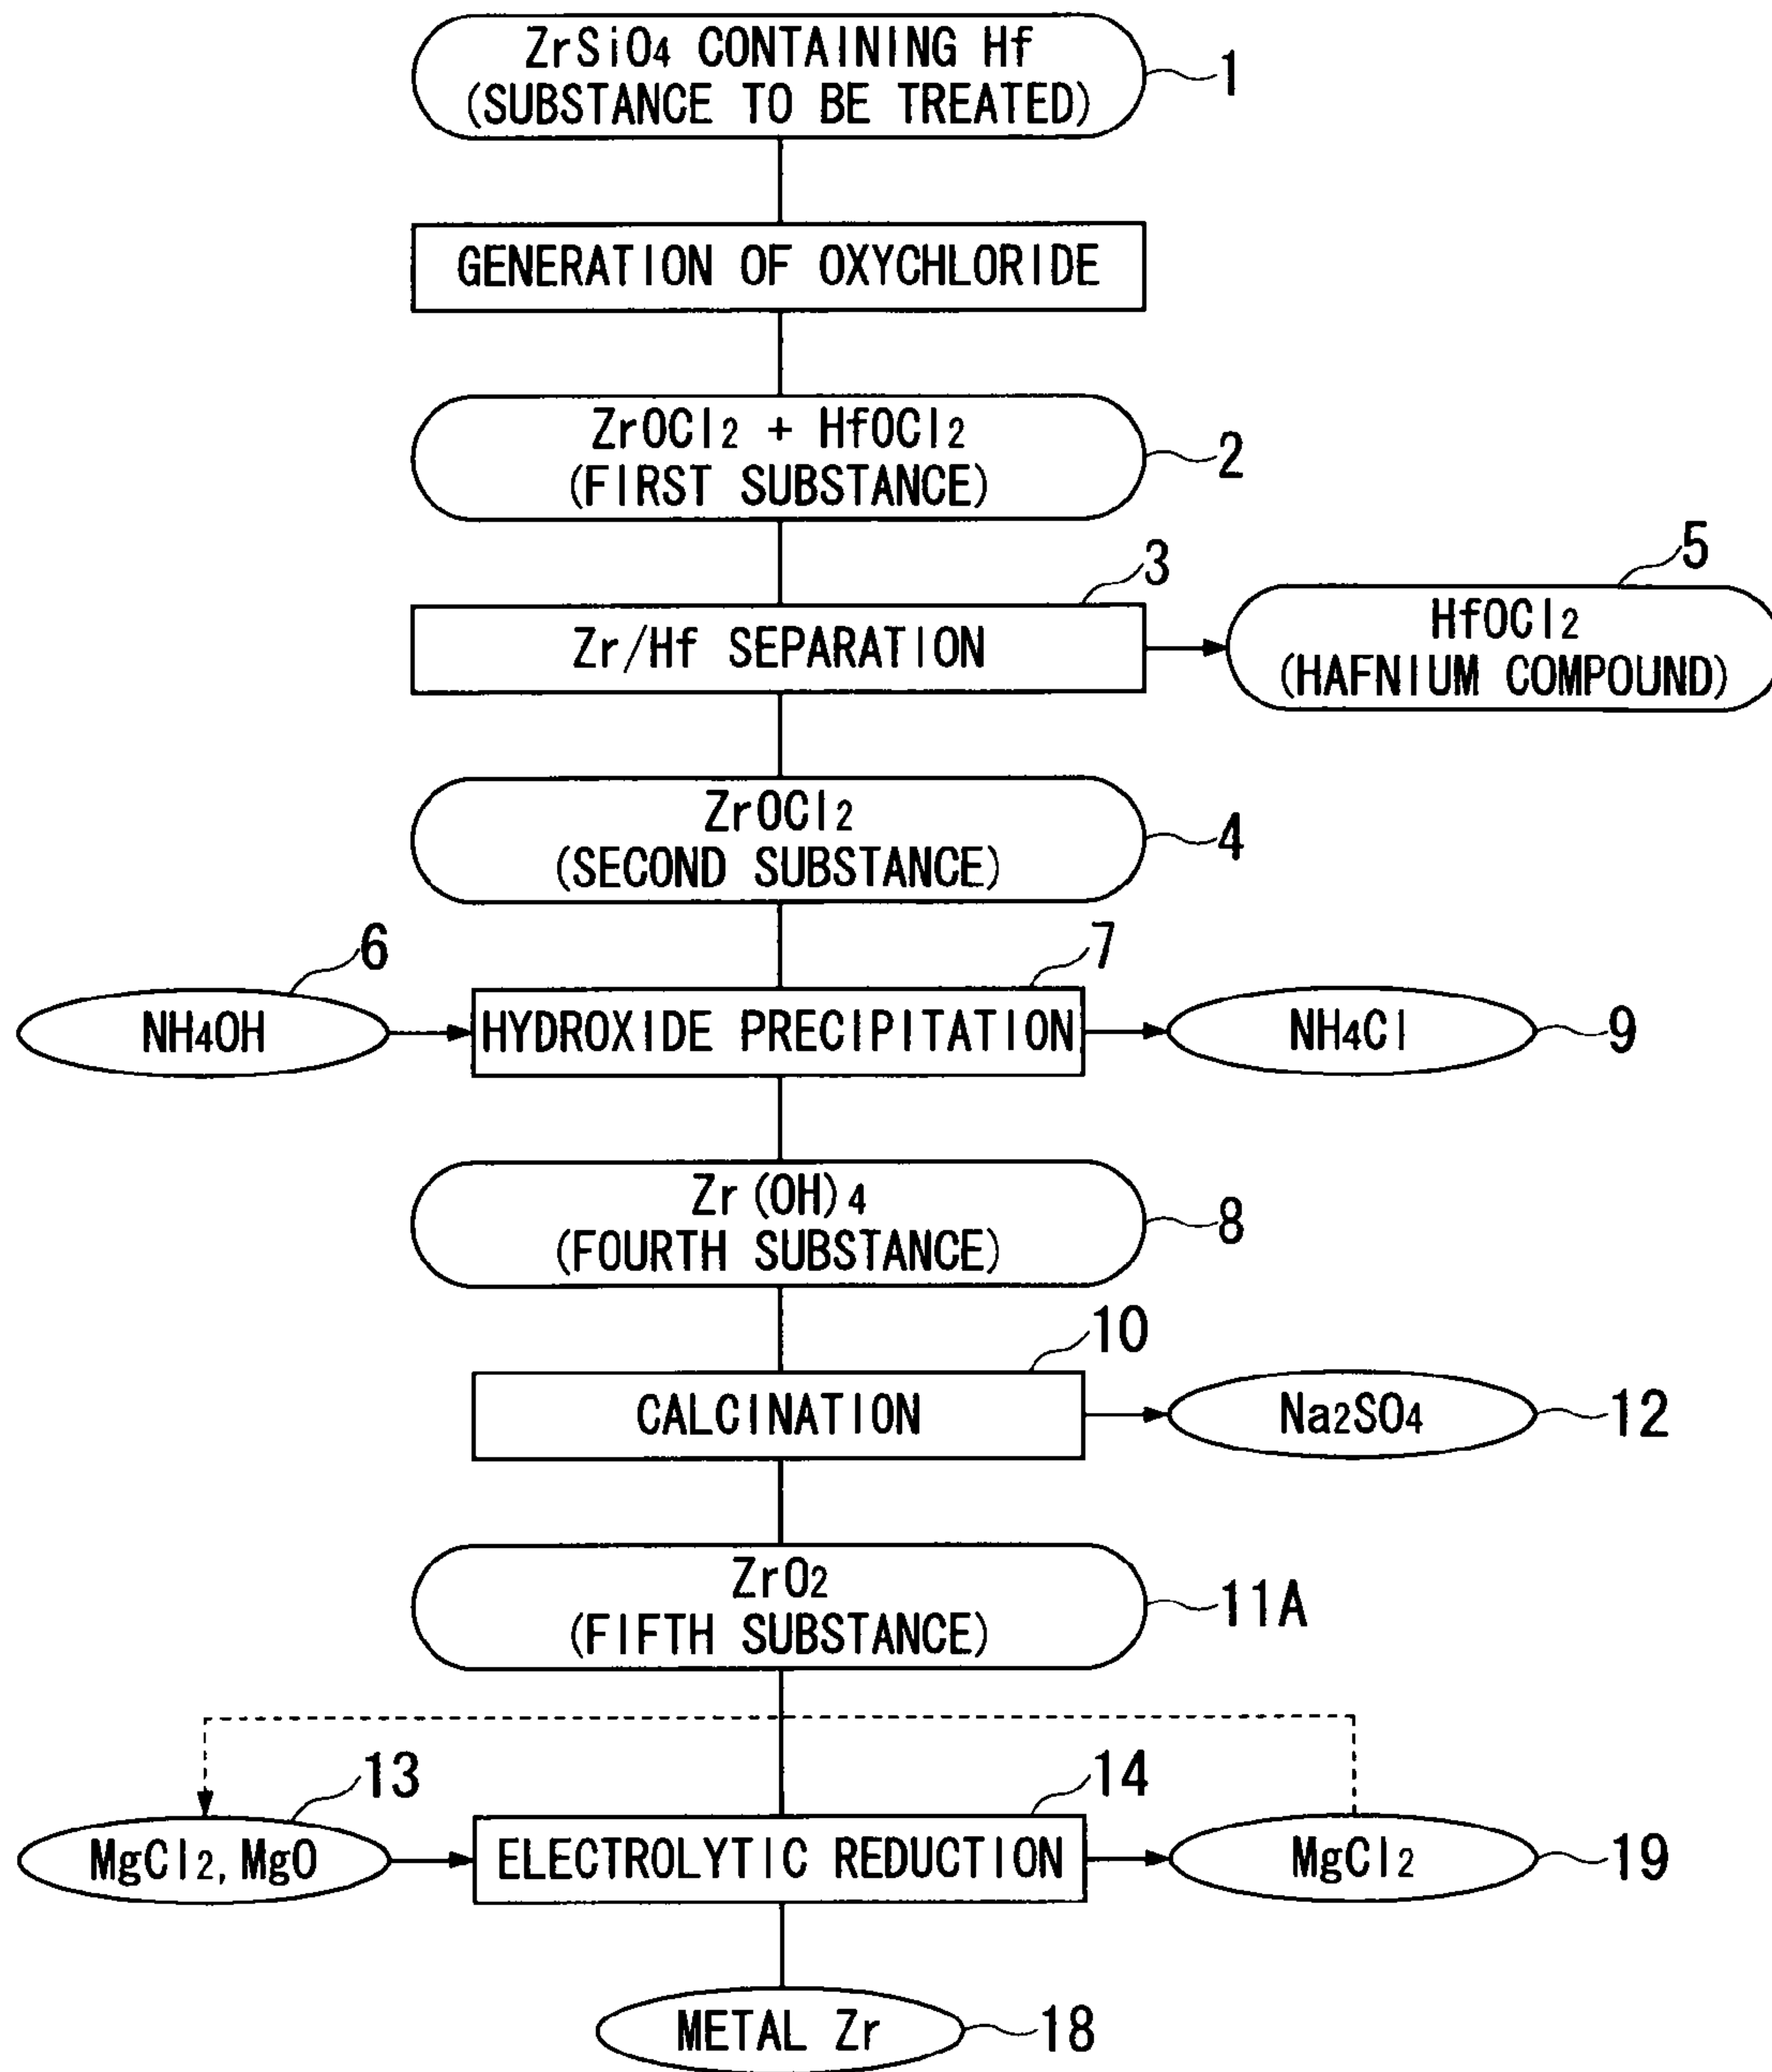 ZrSiO4 CONTAINING Hf
(SUBSTANCE TO BE TREATED)
1
GENERATION OF OXYCHLORIDE
ZrOCl2 + HfOCl2
(FIRST SUBSTANCE)
2
3
5
Zr/Hf SEPARATION
HfOCl2
(HAFNIUM COMPOUND)
ZrOCl2
(SECOND SUBSTANCE)
4
6
7
NH4OH
HYDROXIDE PRECIPITATION
NH4Cl
9
Zr(OH)4
(FOURTH SUBSTANCE)
8
10
CALCINATION
Na2SO4
12
ZrO2
(FIFTH SUBSTANCE)
11A
13
14
MgCl2, MgO
ELECTROLYTIC REDUCTION
MgCl2
19
METAL Zr
18